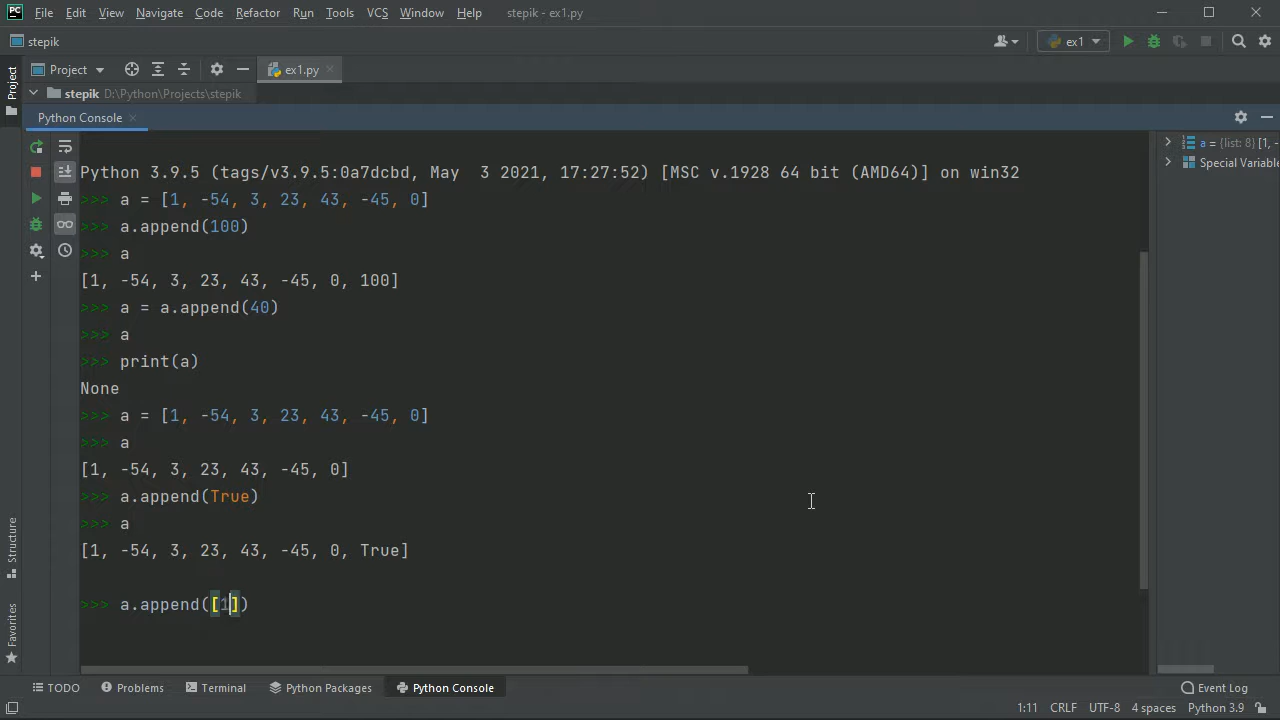 PC File Edit View Navigate Code Refactor Run Tools VCS Window Help stepik - ex1.py
stepik ex1
Project ex1.py
Project
stepik D:\Python\Projects\stepik
Python Console
a = {list: 8} [1, -
Special Variable
Python 3.9.5 (tags/v3.9.5:0a7dcbd, May  3 2021, 17:27:52) [MSC v.1928 64 bit (AMD64)] on win32
>>> a = [1, -54, 3, 23, 43, -45, 0]
>>> a.append(100)
>>> a
[1, -54, 3, 23, 43, -45, 0, 100]
>>> a = a.append(40)
>>> a
>>> print(a)
None
>>> a = [1, -54, 3, 23, 43, -45, 0]
>>> a
[1, -54, 3, 23, 43, -45, 0]
>>> a.append(True)
>>> a
[1, -54, 3, 23, 43, -45, 0, True]
>>> a.append([1])
Structure
Favorites
TODO Problems Terminal Python Packages Python Console Event Log
1:11 CRLF UTF-8 4 spaces Python 3.9